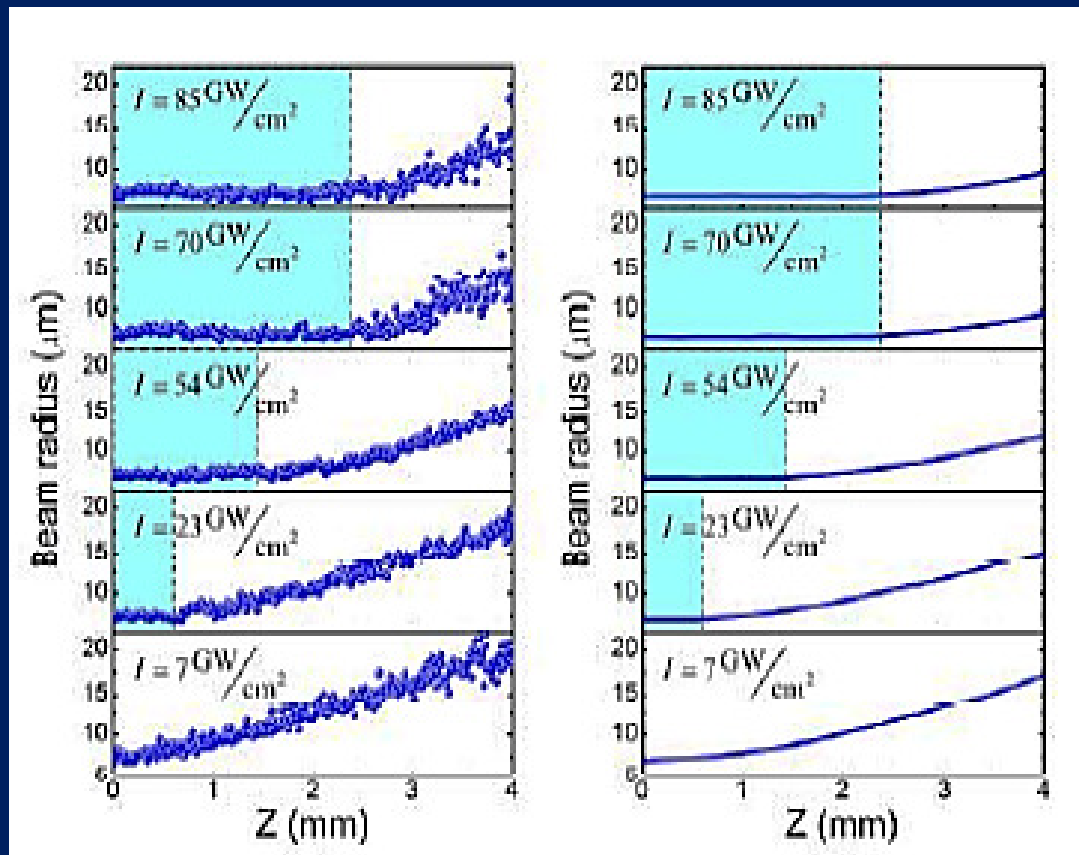 Beam radius (μm)
20
15
10
I = 85 GW/cm²
20
15
10
I = 70 GW/cm²
20
15
10
I = 54 GW/cm²
20
15
10
I = 23 GW/cm²
20
15
10
I = 7 GW/cm²
0 1 2 3 4
Z (mm)
Beam radius (μm)
20
15
10
I = 85 GW/cm²
20
15
10
I = 70 GW/cm²
20
15
10
I = 54 GW/cm²
20
15
10
I = 23 GW/cm²
20
15
10
I = 7 GW/cm²
0 1 2 3 4
Z (mm)